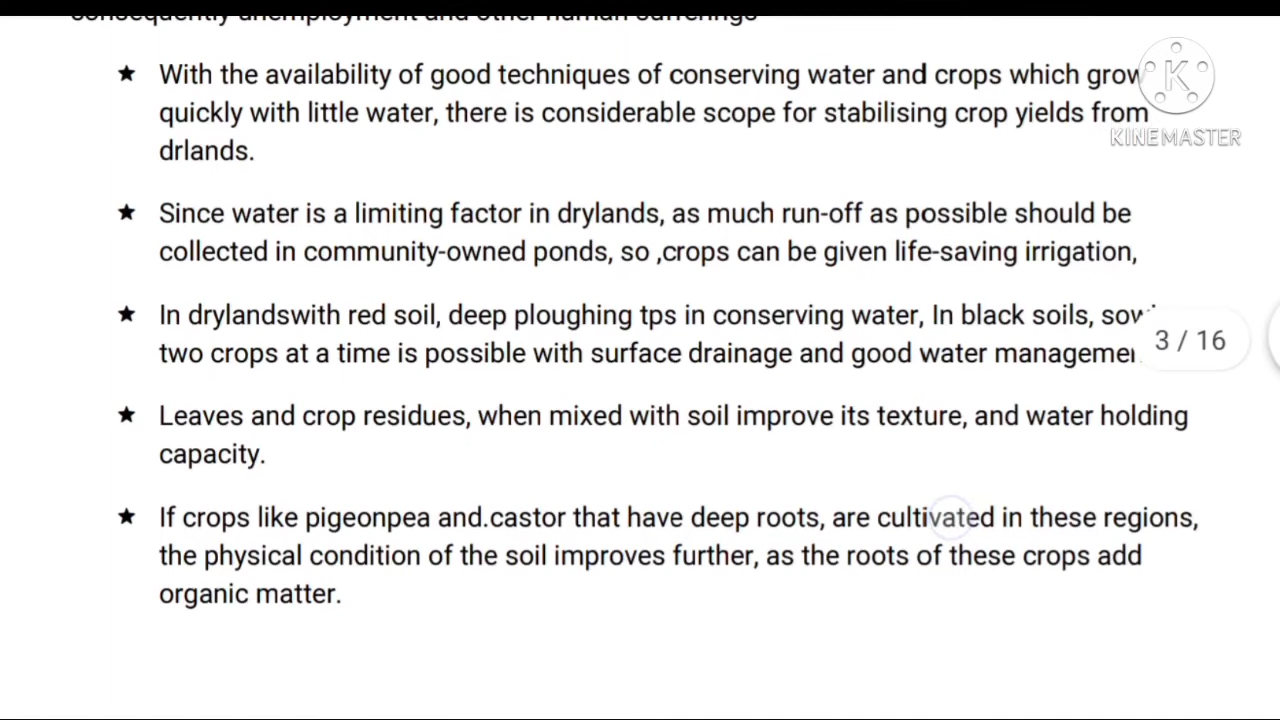 consequently unemployment and other human sufferings
★ With the availability of good techniques of conserving water and crops which grow
quickly with little water, there is considerable scope for stabilising crop yields from
drlands.
★ Since water is a limiting factor in drylands, as much run-off as possible should be
collected in community-owned ponds, so ,crops can be given life-saving irrigation,
★ In drylandswith red soil, deep ploughing tps in conserving water, In black soils,
two crops at a time is possible with surface drainage and good water
★ Leaves and crop residues, when mixed with soil improve its texture, and water holding
capacity.
★ If crops like pigeonpea and.castor that have deep roots, are cultivated in these regions,
the physical condition of the soil improves further, as the roots of these crops add
organic matter.
K
KINEMASTER
3 / 16